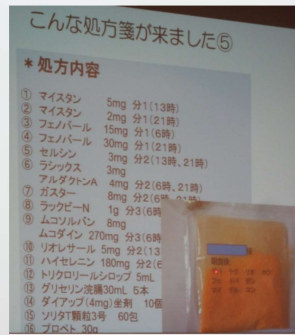 こんな処方箋が来ました⑤
＊処方内容
① マイスタン 5mg 分1(13時)
② マイスタン 2mg 分1(21時)
③ フェノバール 15mg 分1(6時)
④ フェノバール 30mg 分1(21時)
⑤ セルシン 3mg 分2(13時、21時)
⑥ ラシックス 3mg
アルダクトンA 4mg 分2(6時、21時)
⑦ ガスター 8mg 分2(6時
⑧ ラックビーN 1g 分3(6時
⑨ ムコソルバン 8mg
ムコダイン 270mg 分3(6時
⑩ リオレサール 5mg 分2(13
⑪ ハイセレニン 180mg 分2(6
⑫ トリクロリールシロップ 5mL
⑬ グリセリン浣腸30mL 5本
⑭ ダイアップ(4mg)坐剤 10個
⑮ ソリタT顆粒3号 60包
⑯ プロペト 30g